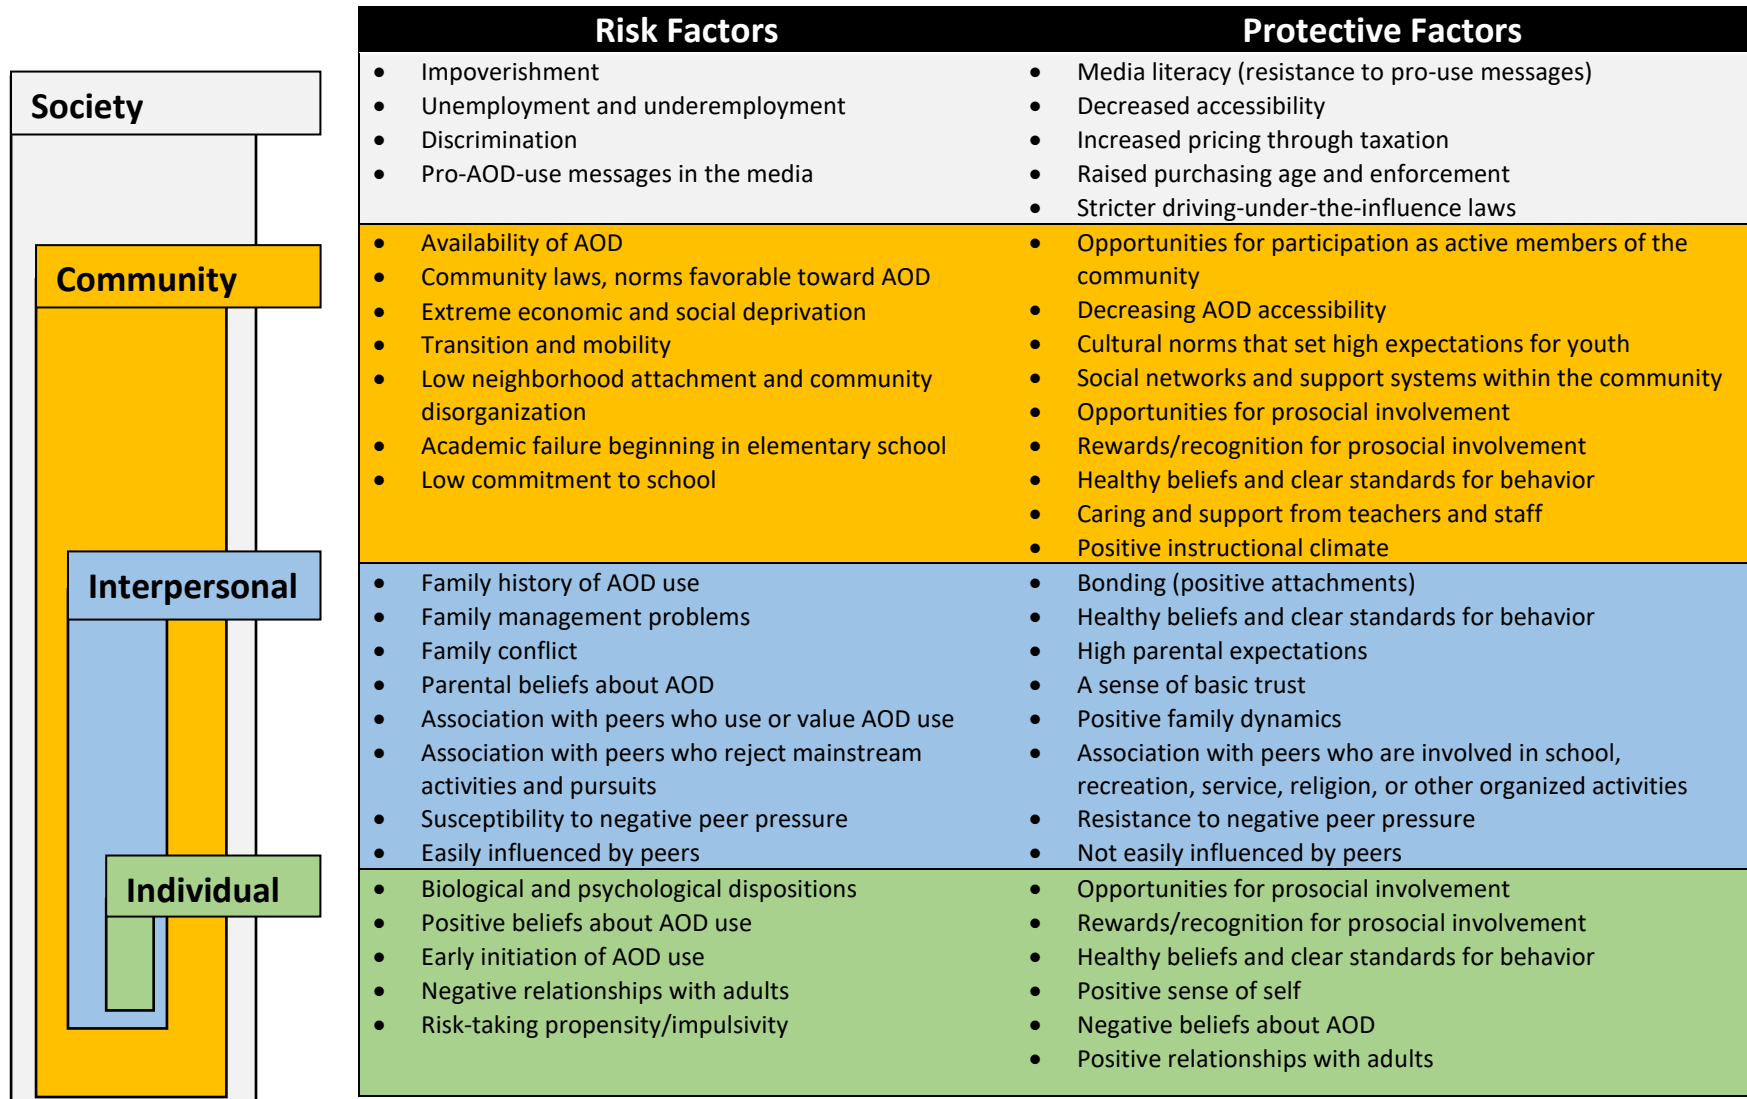 Risk Factors
Protective Factors
Society
• Impoverishment
• Unemployment and underemployment
• Discrimination
• Pro-AOD-use messages in the media
• Media literacy (resistance to pro-use messages)
• Decreased accessibility
• Increased pricing through taxation
• Raised purchasing age and enforcement
• Stricter driving-under-the-influence laws
Community
• Availability of AOD
• Community laws, norms favorable toward AOD
• Extreme economic and social deprivation
• Transition and mobility
• Low neighborhood attachment and community
disorganization
• Academic failure beginning in elementary school
• Low commitment to school
• Opportunities for participation as active members of the
community
• Decreasing AOD accessibility
• Cultural norms that set high expectations for youth
• Social networks and support systems within the community
• Opportunities for prosocial involvement
• Rewards/recognition for prosocial involvement
• Healthy beliefs and clear standards for behavior
• Caring and support from teachers and staff
• Positive instructional climate
Interpersonal
• Family history of AOD use
• Family management problems
• Family conflict
• Parental beliefs about AOD
• Association with peers who use or value AOD use
• Association with peers who reject mainstream
activities and pursuits
• Susceptibility to negative peer pressure
• Easily influenced by peers
• Bonding (positive attachments)
• Healthy beliefs and clear standards for behavior
• High parental expectations
• A sense of basic trust
• Positive family dynamics
• Association with peers who are involved in school,
recreation, service, religion, or other organized activities
• Resistance to negative peer pressure
• Not easily influenced by peers
Individual
• Biological and psychological dispositions
• Positive beliefs about AOD use
• Early initiation of AOD use
• Negative relationships with adults
• Risk-taking propensity/impulsivity
• Opportunities for prosocial involvement
• Rewards/recognition for prosocial involvement
• Healthy beliefs and clear standards for behavior
• Positive sense of self
• Negative beliefs about AOD
• Positive relationships with adults